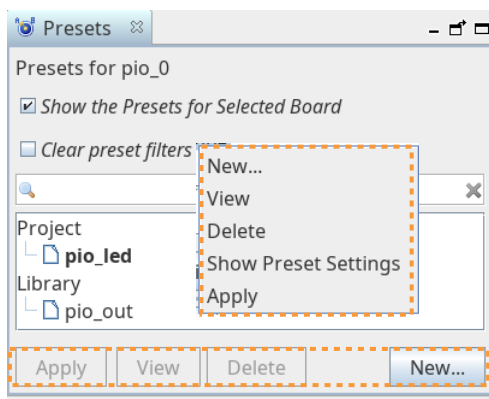 Presets
Presets for pio_0
Show the Presets for Selected Board
Clear preset filters
New...
View
Delete
Show Preset Settings
Apply
Project
pio_led
Library
pio_out
Apply View Delete New...